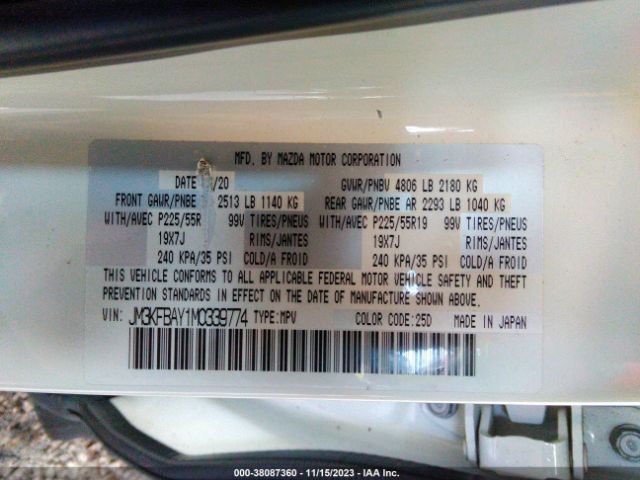 MFD. BY MAZDA MOTOR CORPORATION
DATE /20 GVWR/PNBV 4806 LB 2180 KG
FRONT GAWR/PNBE 2513 LB 1140 KG REAR GAWR/PNBE AR 2293 LB 1040 KG
WITH/AVEC P225/55R 99V TIRES/PNEUS WITH/AVEC P225/55R19 99V TIRES/PNEUS
19X7J RIMS/JANTES 19X7J RIMS/JANTES
240 KPA/35 PSI COLD/A FROID 240 KPA/35 PSI COLD/A FROID
THIS VEHICLE CONFORMS TO ALL APPLICABLE FEDERAL MOTOR VEHICLE SAFETY AND THEFT
PREVENTION STANDARDS IN EFFECT ON THE DATE OF MANUFACTURE SHOWN ABOVE.
VIN: JM3KFBAY1M0339774 TYPE:MPV COLOR CODE:25D MADE IN JAPAN
000-38087360 - 11/15/2023 - IAA Inc.